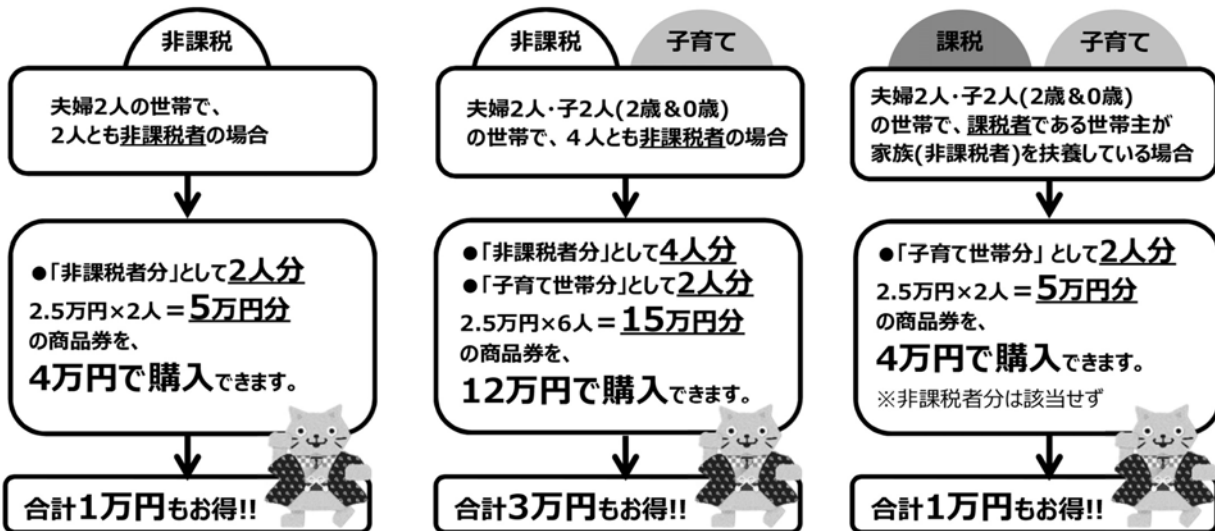 非課税
夫婦2人の世帯で、
2人とも非課税者の場合
●「非課税者分」として2人分
2.5万円×2人＝5万円分
の商品券を、
4万円で購入できます。
合計1万円もお得!!
非課税
子育て
夫婦2人・子2人(2歳&0歳)
の世帯で、4人とも非課税者の場合
●「非課税者分」として4人分
●「子育て世帯分」として2人分
2.5万円×6人＝15万円分
の商品券を、
12万円で購入できます。
合計3万円もお得!!
課税
子育て
夫婦2人・子2人(2歳&0歳)
の世帯で、課税者である世帯主が
家族(非課税者)を扶養している場合
●「子育て世帯分」として2人分
2.5万円×2人＝5万円分
の商品券を、
4万円で購入できます。
※非課税者分は該当せず
合計1万円もお得!!